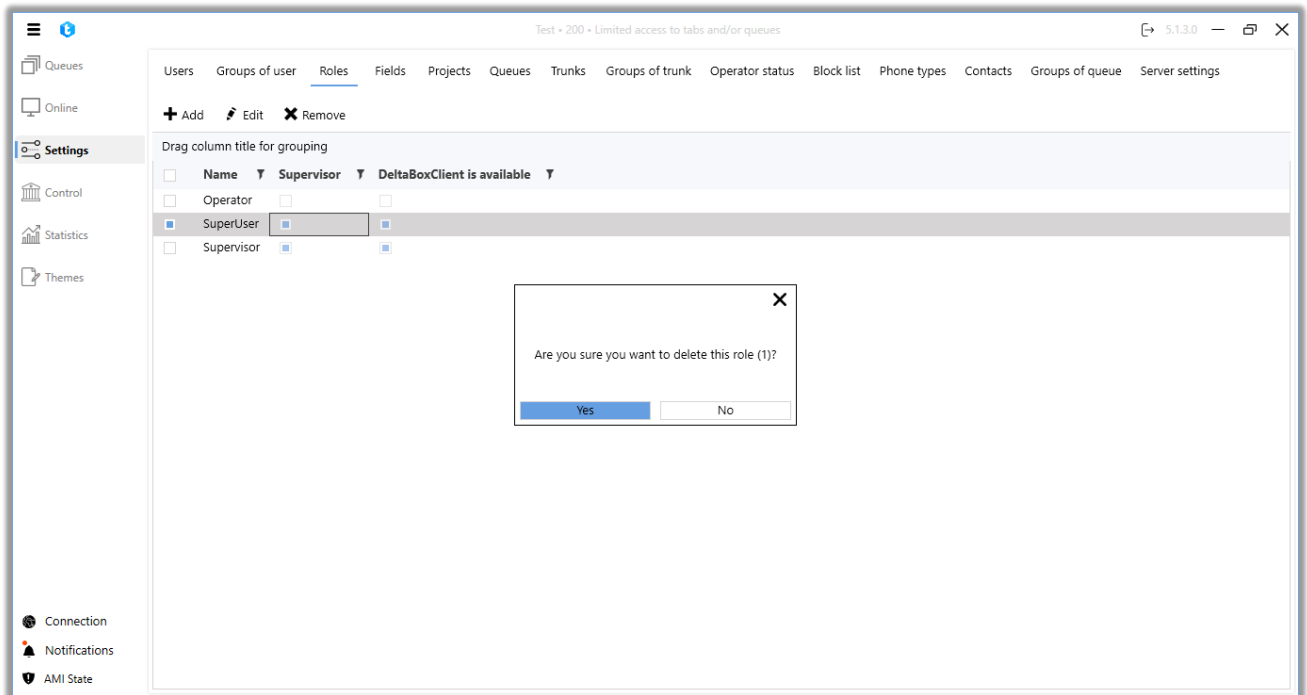 Test • 200 • Limited access to tabs and/or queues
5.1.3.0
Queues
Online
Settings
Control
Statistics
Themes
Connection
Notifications
AMI State
Users Groups of user Roles Fields Projects Queues Trunks Groups of trunk Operator status Block list Phone types Contacts Groups of queue Server settings
Add Edit Remove
Drag column title for grouping
Name Supervisor DeltaBoxClient is available
Operator
SuperUser
Supervisor
Are you sure you want to delete this role (1)?
Yes No